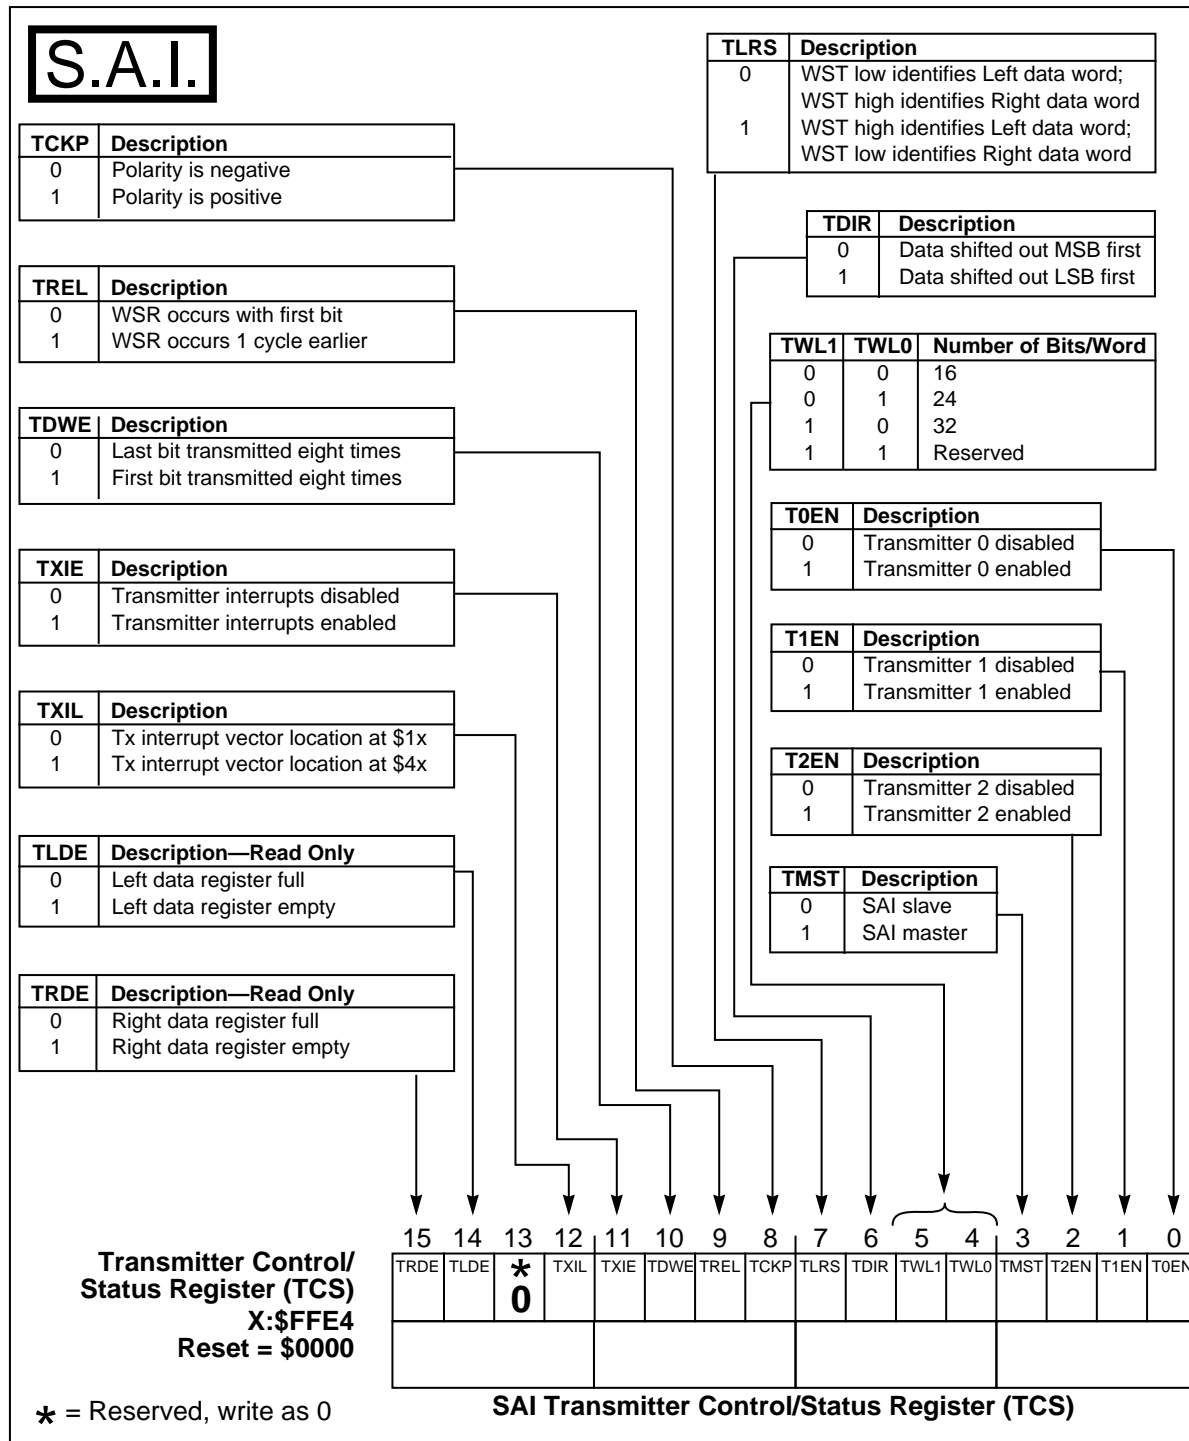 S.A.I.
TCKP Description
0 Polarity is negative
1 Polarity is positive
TREL Description
0 WSR occurs with first bit
1 WSR occurs 1 cycle earlier
TDWE Description
0 Last bit transmitted eight times
1 First bit transmitted eight times
TXIE Description
0 Transmitter interrupts disabled
1 Transmitter interrupts enabled
TXIL Description
0 Tx interrupt vector location at $1x
1 Tx interrupt vector location at $4x
TLDE Description—Read Only
0 Left data register full
1 Left data register empty
TRDE Description—Read Only
0 Right data register full
1 Right data register empty
TLRS Description
0 WST low identifies Left data word;
WST high identifies Right data word
1 WST high identifies Left data word;
WST low identifies Right data word
TDIR Description
0 Data shifted out MSB first
1 Data shifted out LSB first
TWL1 TWL0 Number of Bits/Word
0 0 16
0 1 24
1 0 32
1 1 Reserved
T0EN Description
0 Transmitter 0 disabled
1 Transmitter 0 enabled
T1EN Description
0 Transmitter 1 disabled
1 Transmitter 1 enabled
T2EN Description
0 Transmitter 2 disabled
1 Transmitter 2 enabled
TMST Description
0 SAI slave
1 SAI master
15 14 13 12 11 10 9 8 7 6 5 4 3 2 1 0
TRDE TLDE * TXIL TXIE TDWE TREL TCKP TLRS TDIR TWL1 TWL0 TMST T2EN T1EN T0EN
0
Transmitter Control/
Status Register (TCS)
X:$FFE4
Reset = $0000
* = Reserved, write as 0
SAI Transmitter Control/Status Register (TCS)